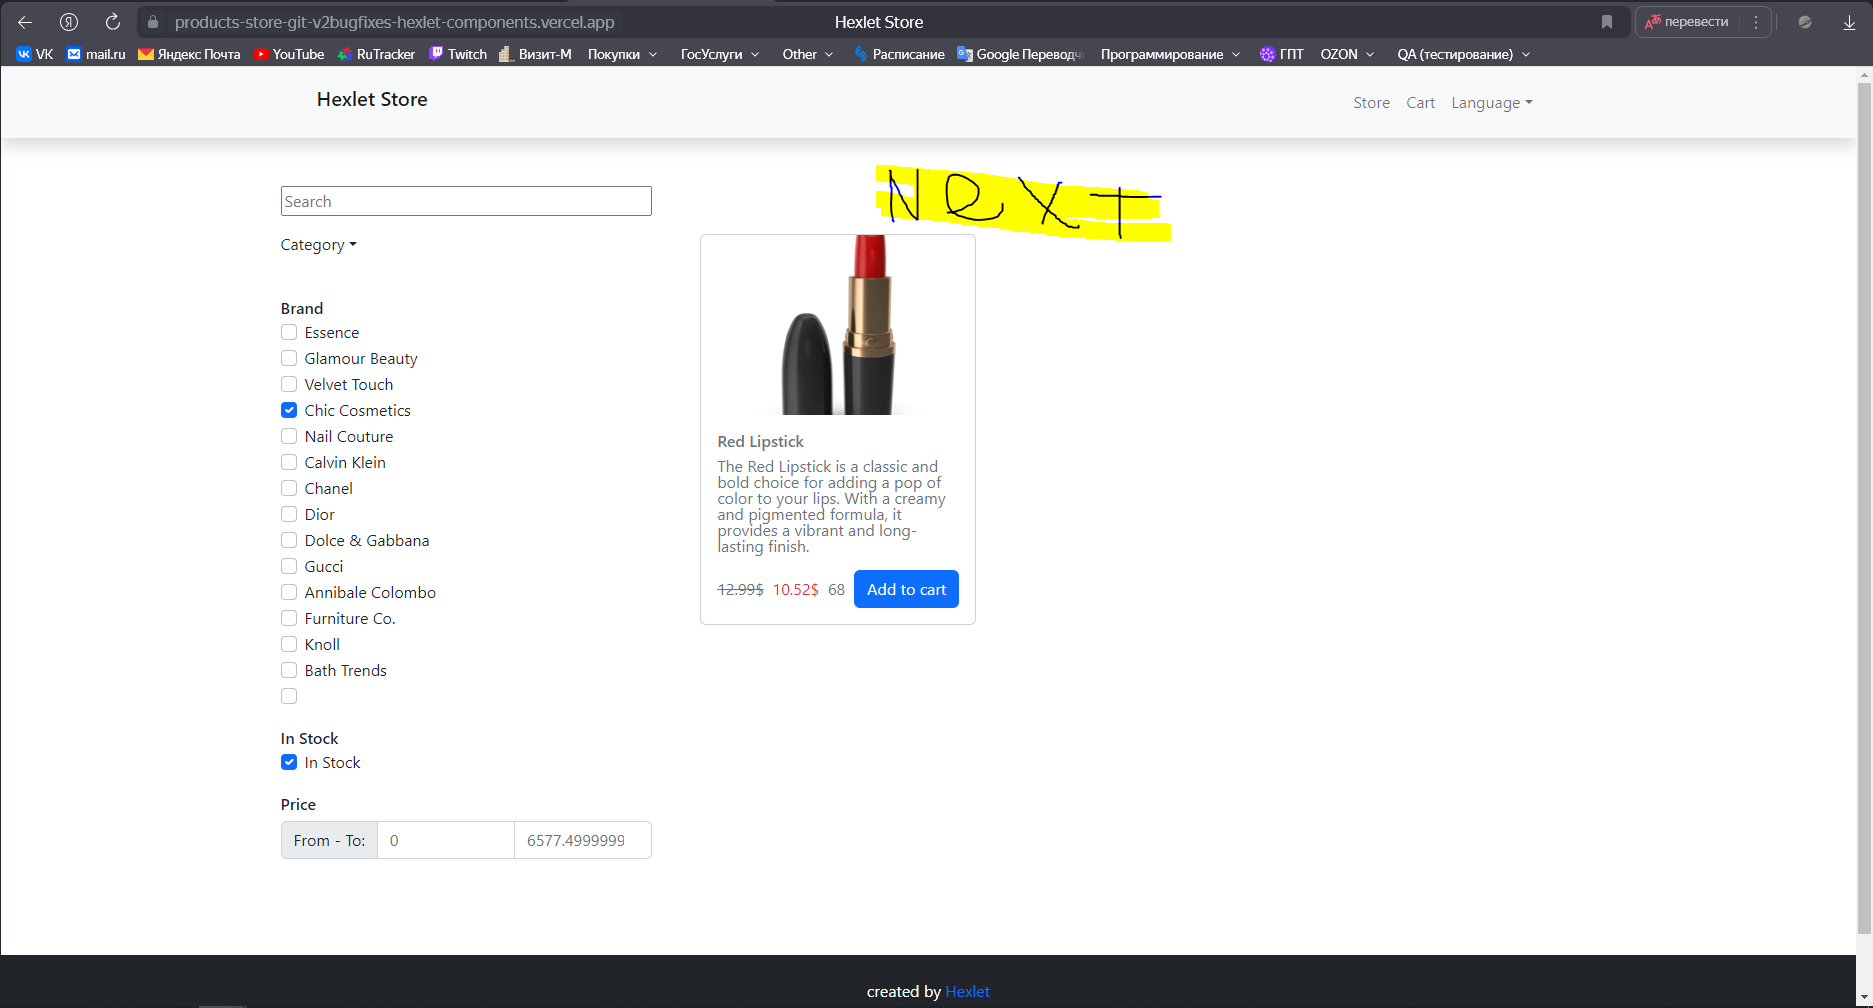 products-store-git-v2bugfixes-hexlet-components.vercel.app
Hexlet Store
перевести
VK
mail.ru
Яндекс Почта
YouTube
RuTracker
Twitch
Визит-М
Покупки
ГосУслуги
Other
Расписание
Google Переводч
Программирование
ГПТ
OZON
QA (тестирование)
Hexlet Store
Store
Cart
Language
NeXT
Search
Category
Brand
Essence
Glamour Beauty
Velvet Touch
Chic Cosmetics
Nail Couture
Calvin Klein
Chanel
Dior
Dolce & Gabbana
Gucci
Annibale Colombo
Furniture Co.
Knoll
Bath Trends
In Stock
In Stock
Price
From - To:
0
6577.4999999
Red Lipstick
The Red Lipstick is a classic and
bold choice for adding a pop of
color to your lips. With a creamy
and pigmented formula, it
provides a vibrant and long-
lasting finish.
12.99$ 10.52$ 68 Add to cart
created by Hexlet